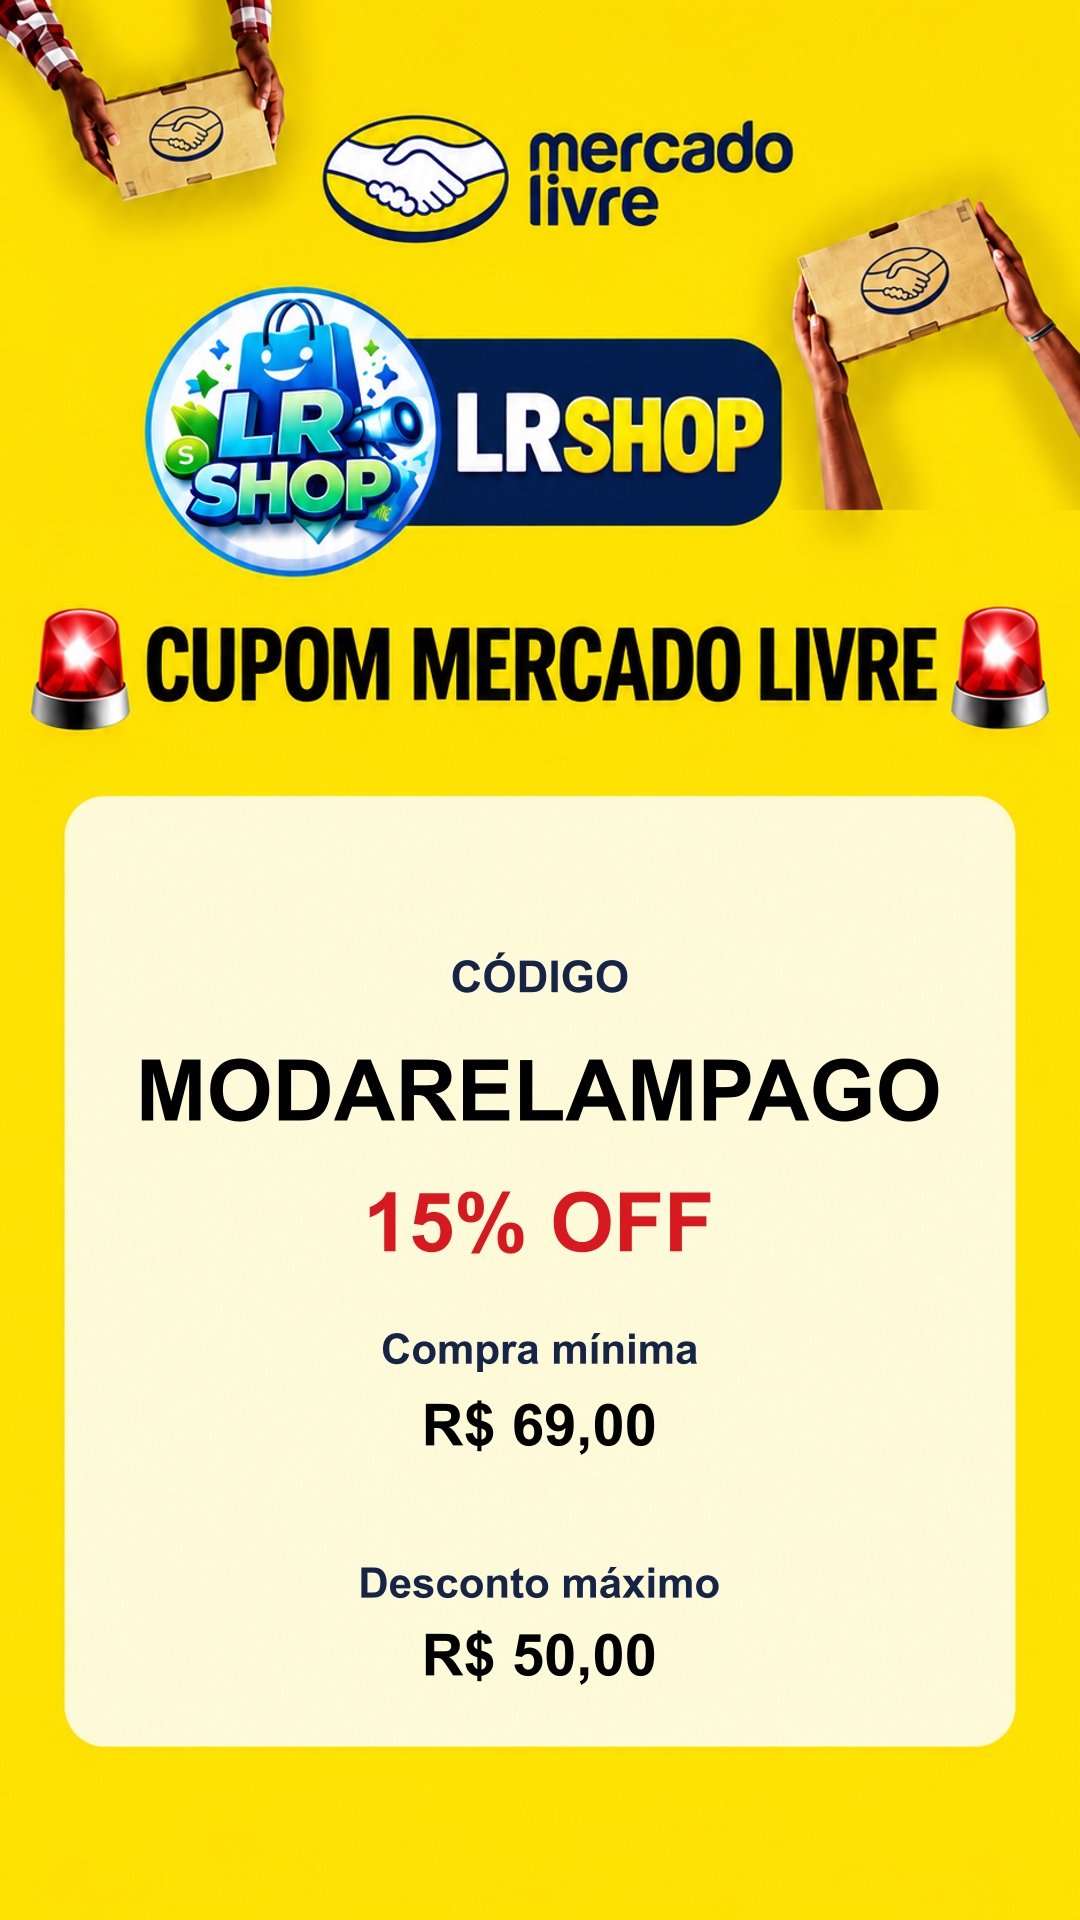 mercado
livre
LR
SHOP
S
LRSHOP
CUPOM MERCADO LIVRE
CÓDIGO
MODARELAMPAGO
15% OFF
Compra mínima
R$ 69,00
Desconto máximo
R$ 50,00